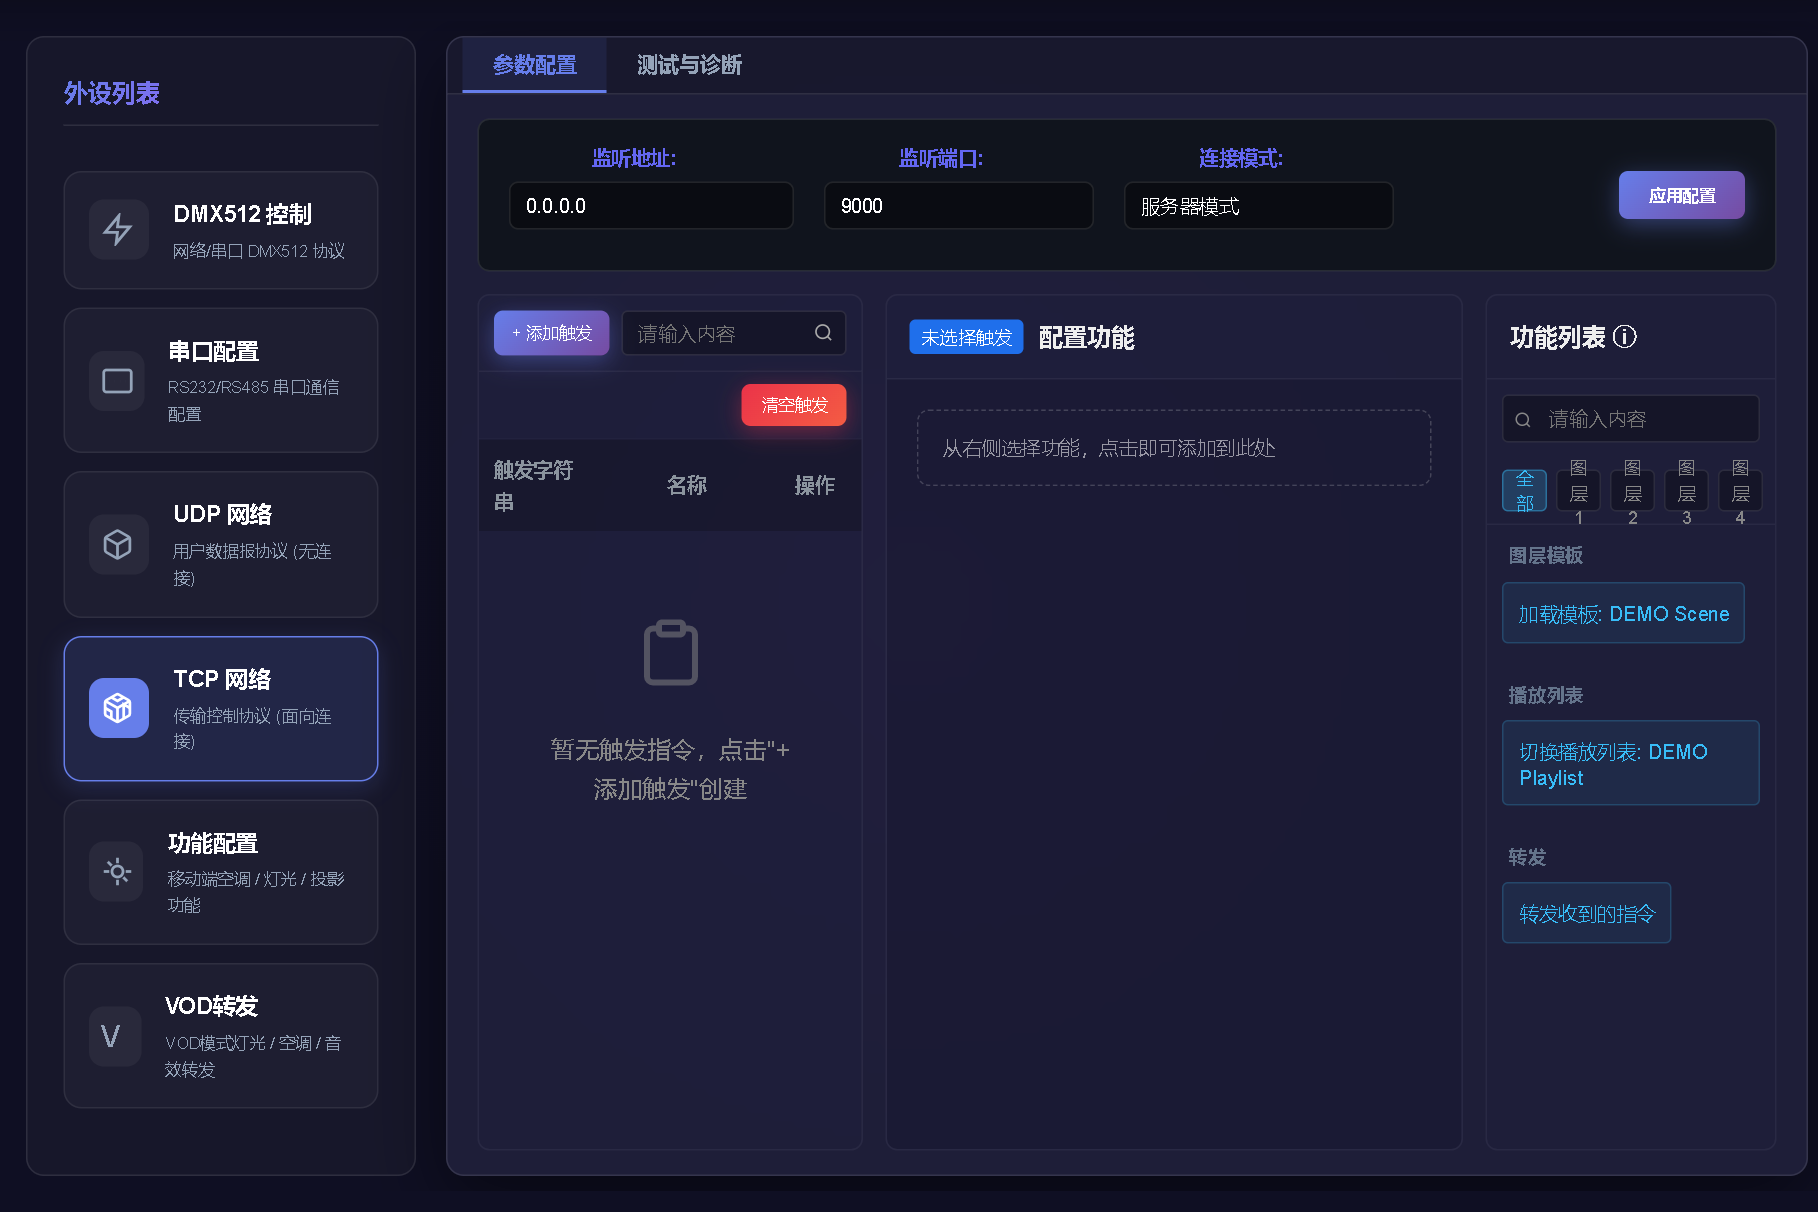 外设列表
DMX512 控制
网络/串口 DMX512 协议
串口配置
RS232/RS485 串口通信
配置
UDP 网络
用户数据报协议 (无连
接)
TCP 网络
传输控制协议 (面向连
接)
功能配置
移动端空调 / 灯光 / 投影
功能
V
VOD转发
VOD模式灯光 / 空调 / 音
效转发
参数配置
测试与诊断
监听地址:
监听端口:
连接模式:
0.0.0.0
9000
服务器模式
应用配置
+ 添加触发
请输入内容
清空触发
触发字符
串
名称
操作
暂无触发指令，点击"+
添加触发"创建
未选择触发
配置功能
从右侧选择功能，点击即可添加到此处
功能列表
请输入内容
全
部
图
层
1
图
层
2
图
层
3
图
层
4
图层模板
加载模板: DEMO Scene
播放列表
切换播放列表: DEMO
Playlist
转发
转发收到的指令